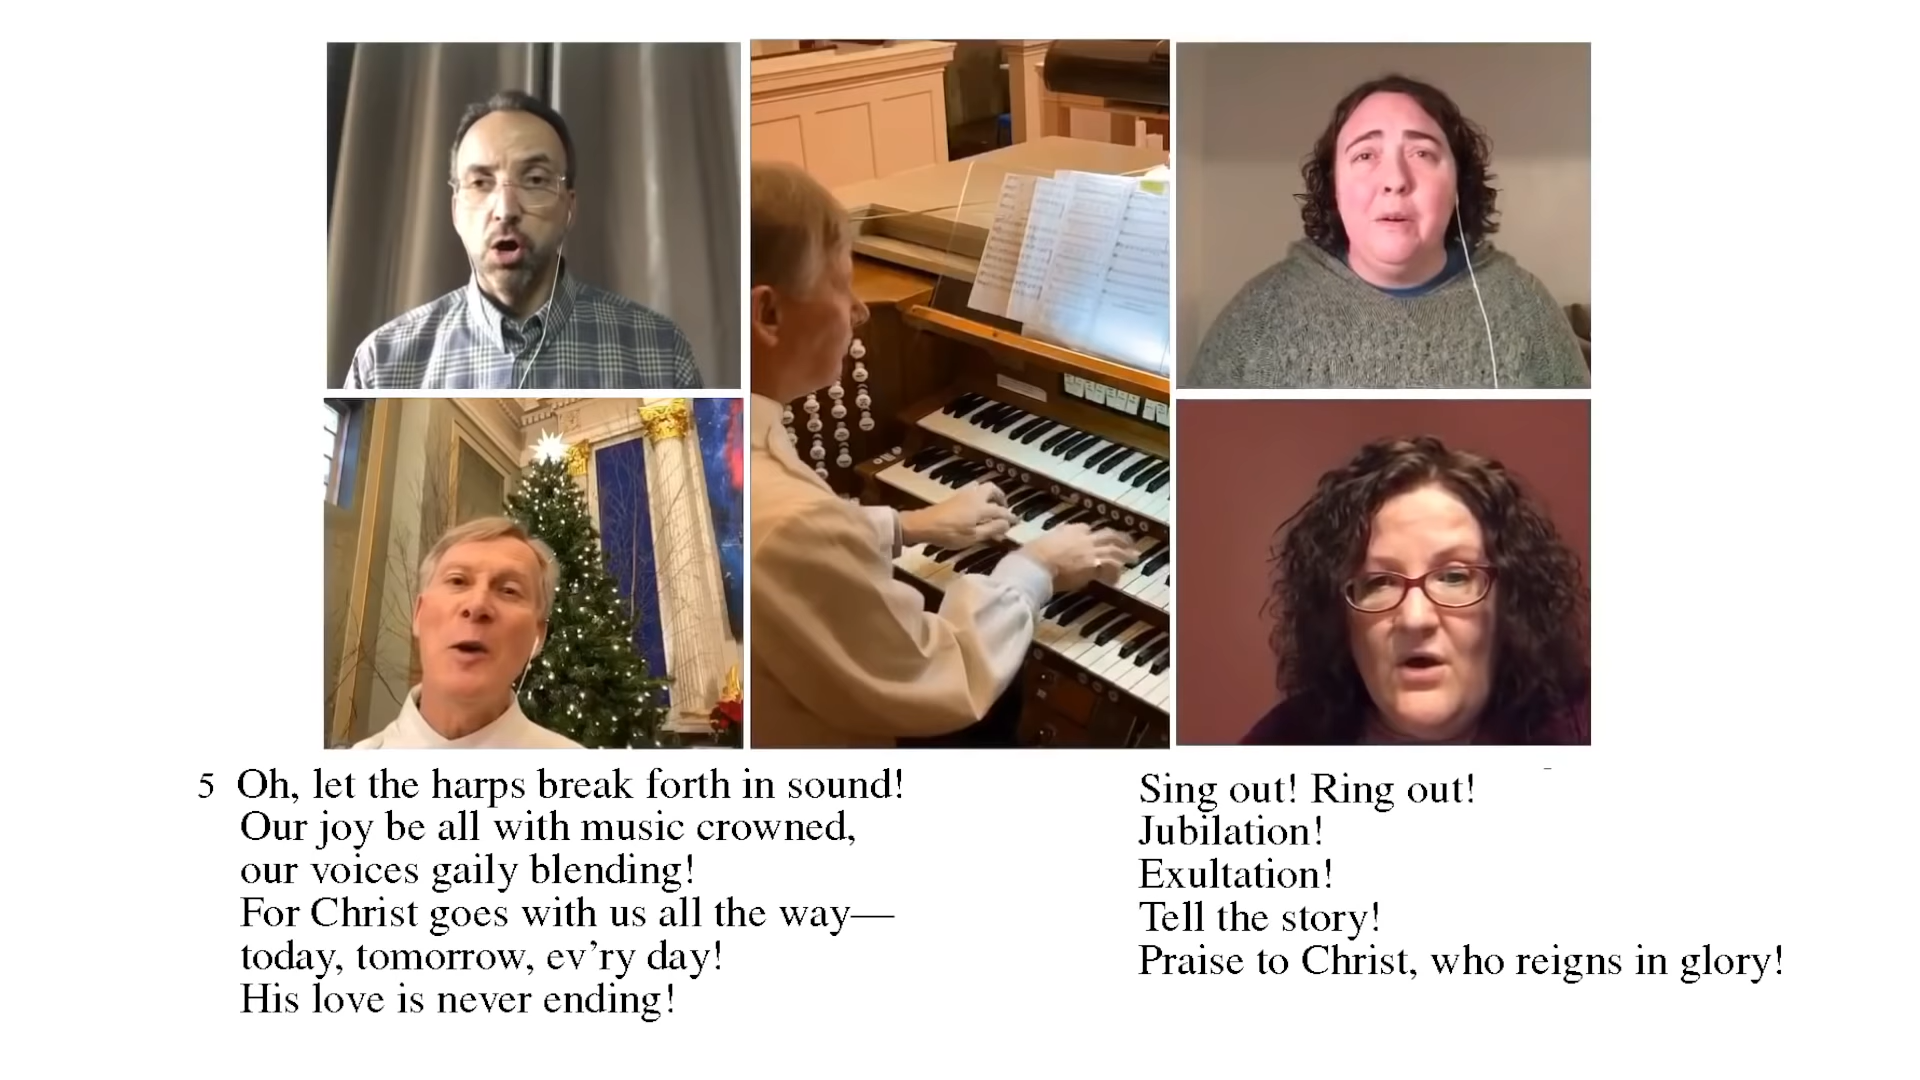 5 Oh, let the harps break forth in sound!
Our joy be all with music crowned,
our voices gaily blending!
For Christ goes with us all the way—
today, tomorrow, ev’ry day!
His love is never ending!
Sing out! Ring out!
Jubilation!
Exultation!
Tell the story!
Praise to Christ, who reigns in glory!